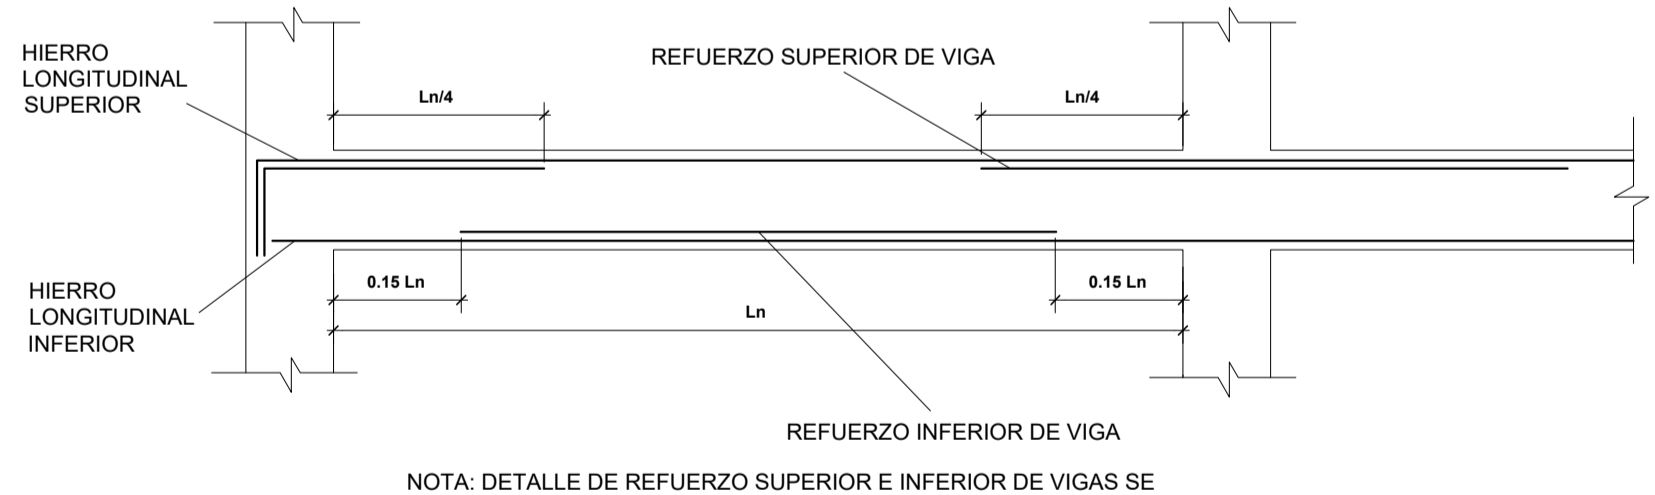 HIERRO
LONGITUDINAL
SUPERIOR
REFUERZO SUPERIOR DE VIGA
Ln/4
Ln/4
0.15 Ln
0.15 Ln
Ln
HIERRO
LONGITUDINAL
INFERIOR
REFUERZO INFERIOR DE VIGA
NOTA: DETALLE DE REFUERZO SUPERIOR E INFERIOR DE VIGAS SE